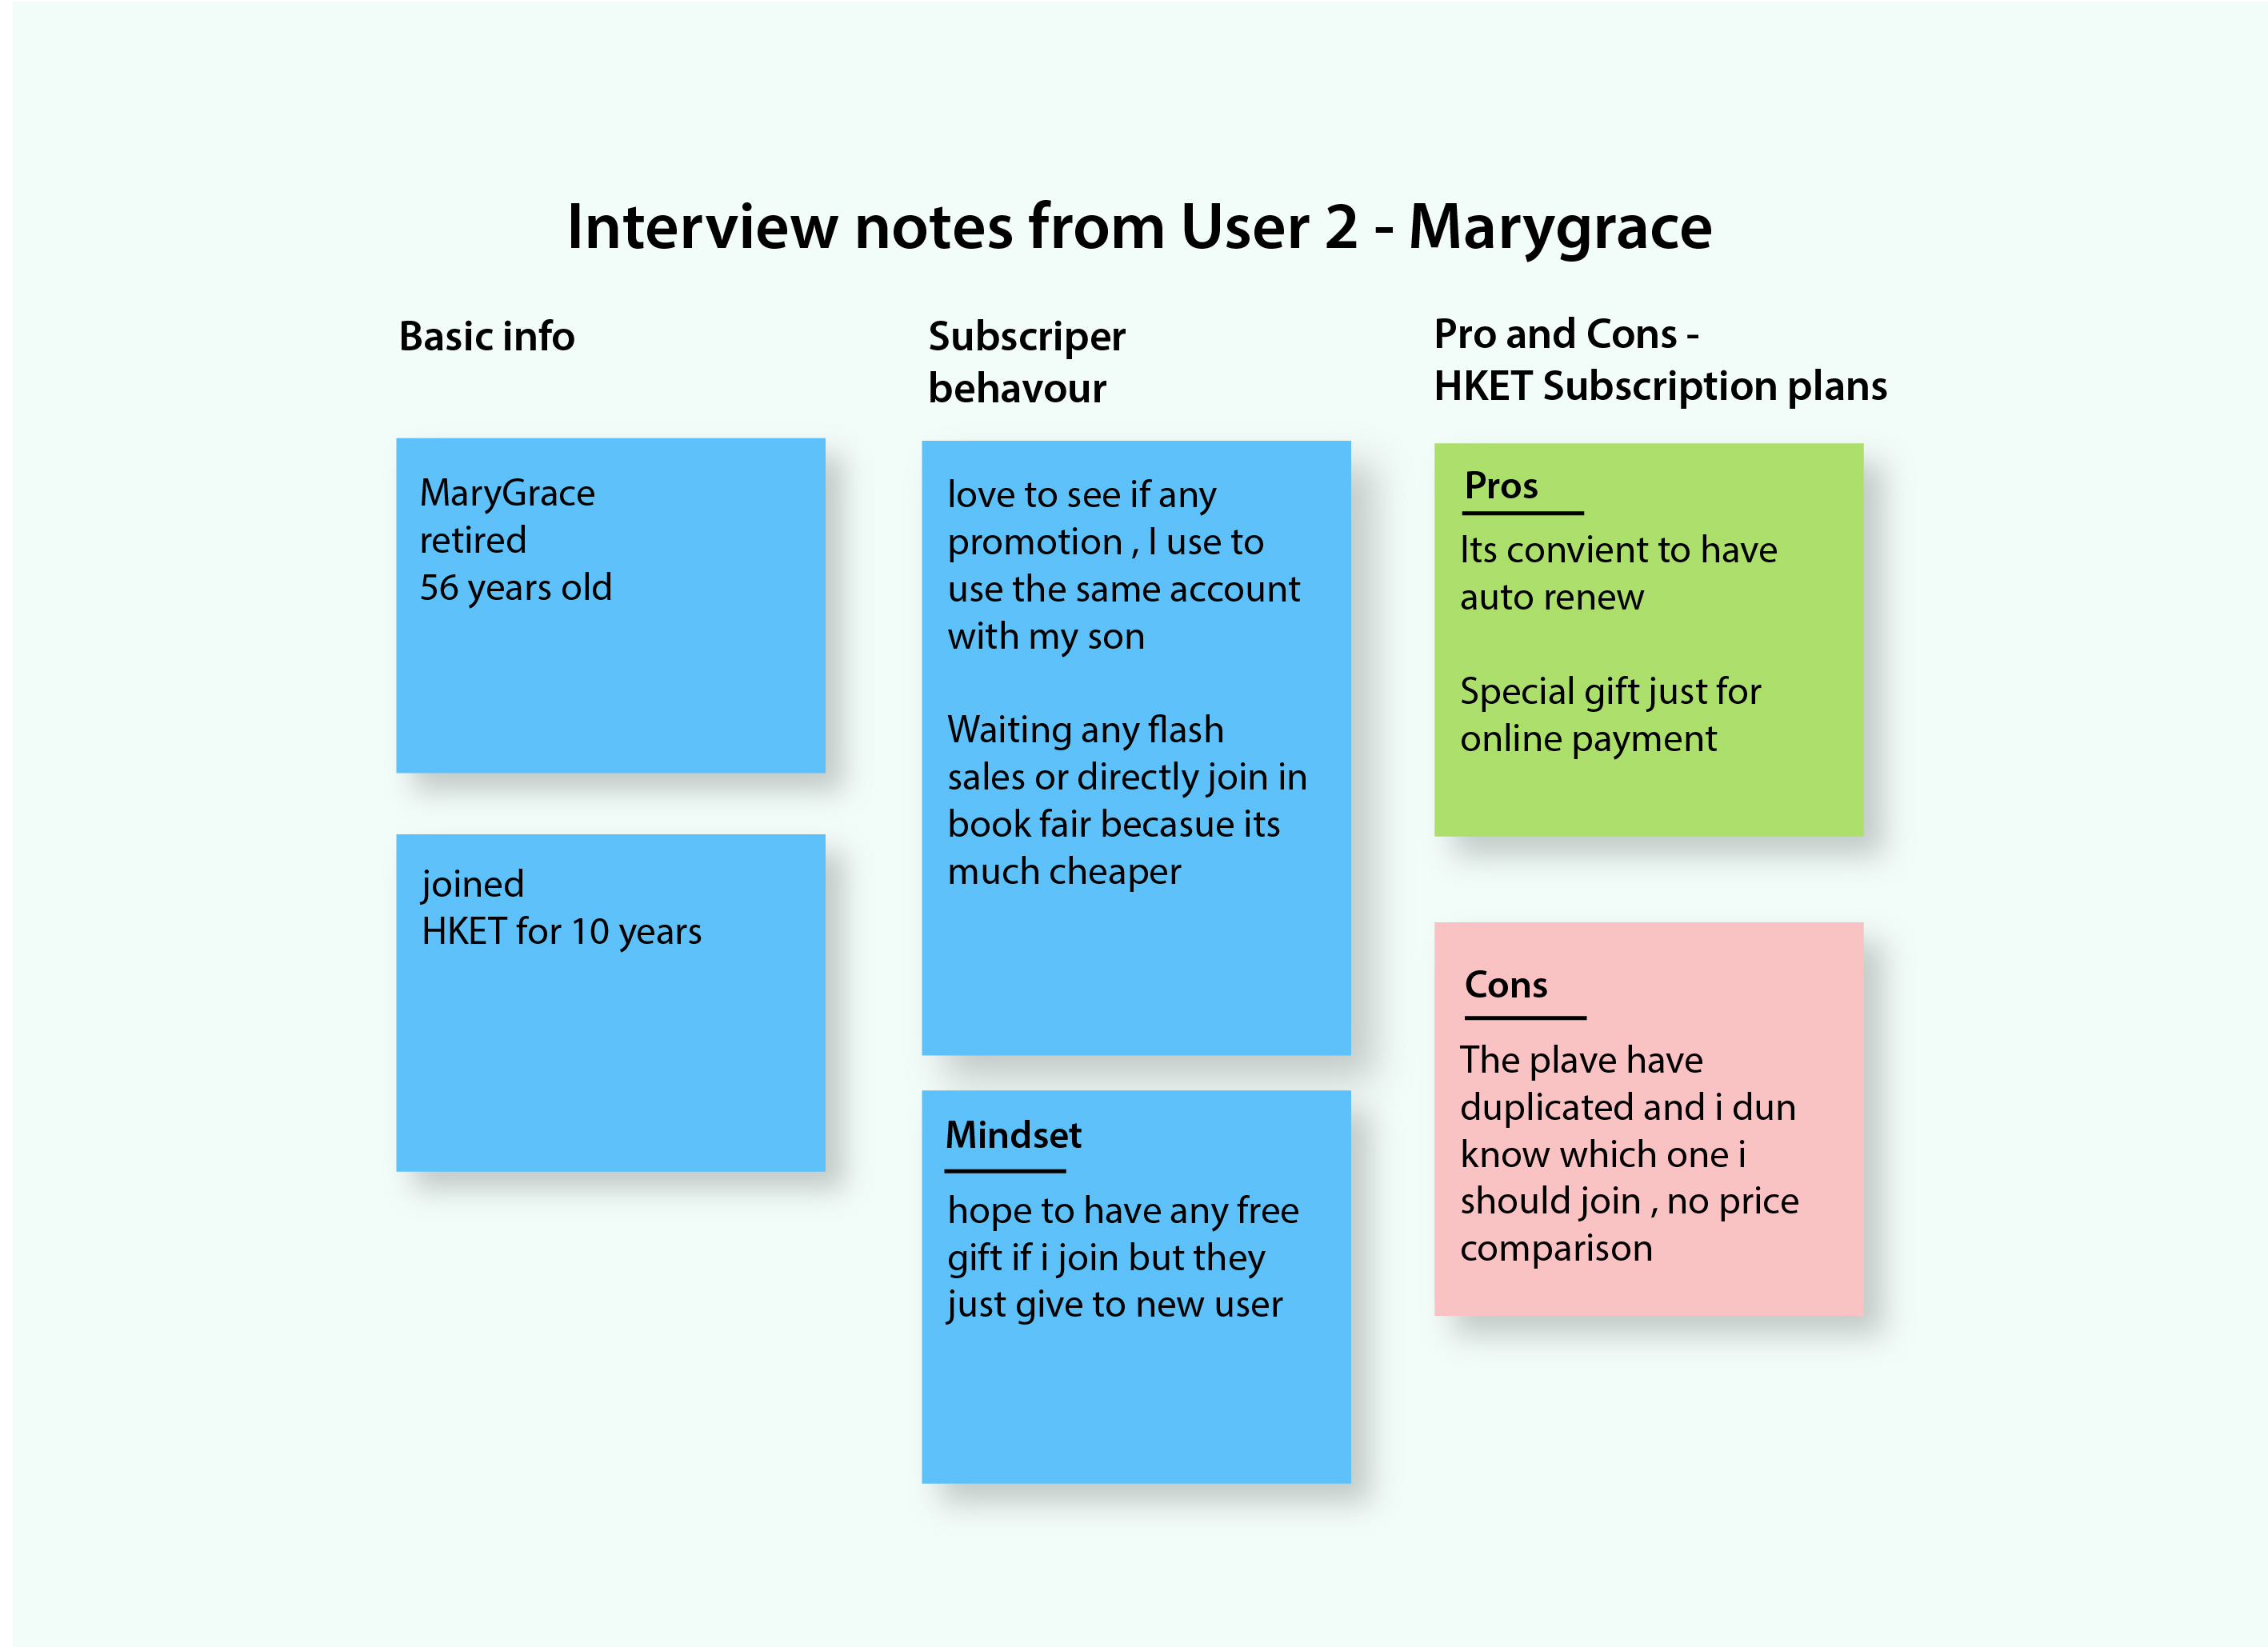 Interview notes from User 2 - Marygrace
Basic info
MaryGrace
retired
56 years old
joined
HKET for 10 years
Subscriper
behavour
love to see if any
promotion , I use to
use the same account
with my son
Waiting any flash
sales or directly join in
book fair becasue its
much cheaper
Mindset
hope to have any free
gift if i join but they
just give to new user
Pro and Cons -
HKET Subscription plans
Pros
Its convient to have
auto renew
Special gift just for
online payment
Cons
The plave have
duplicated and i dun
know which one i
should join , no price
comparison